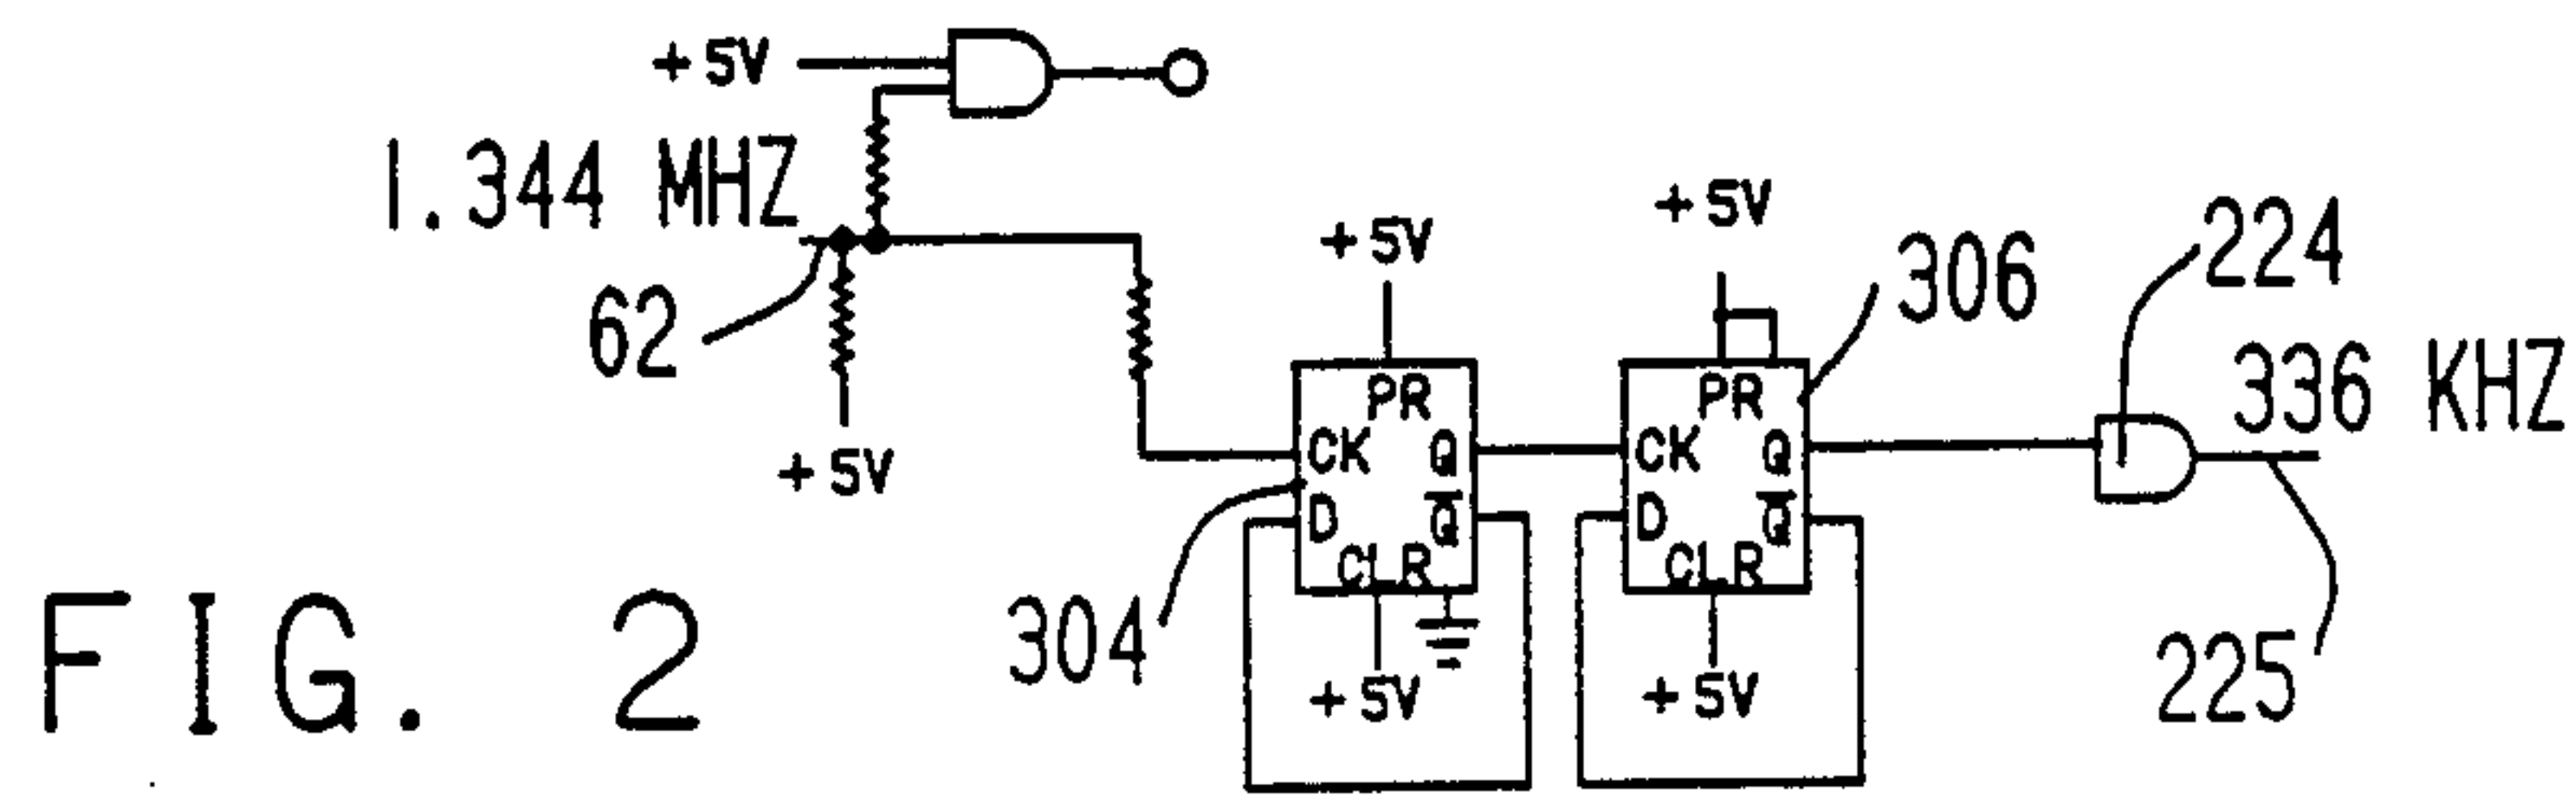 +5V
1.344 MHZ
62
+5V
+5V
+5V
306
224
336 KHZ
PR
CK Q
D Q̅
CLR
PR
CK Q
D Q̅
CLR
304
+5V
+5V
225
FIG. 2